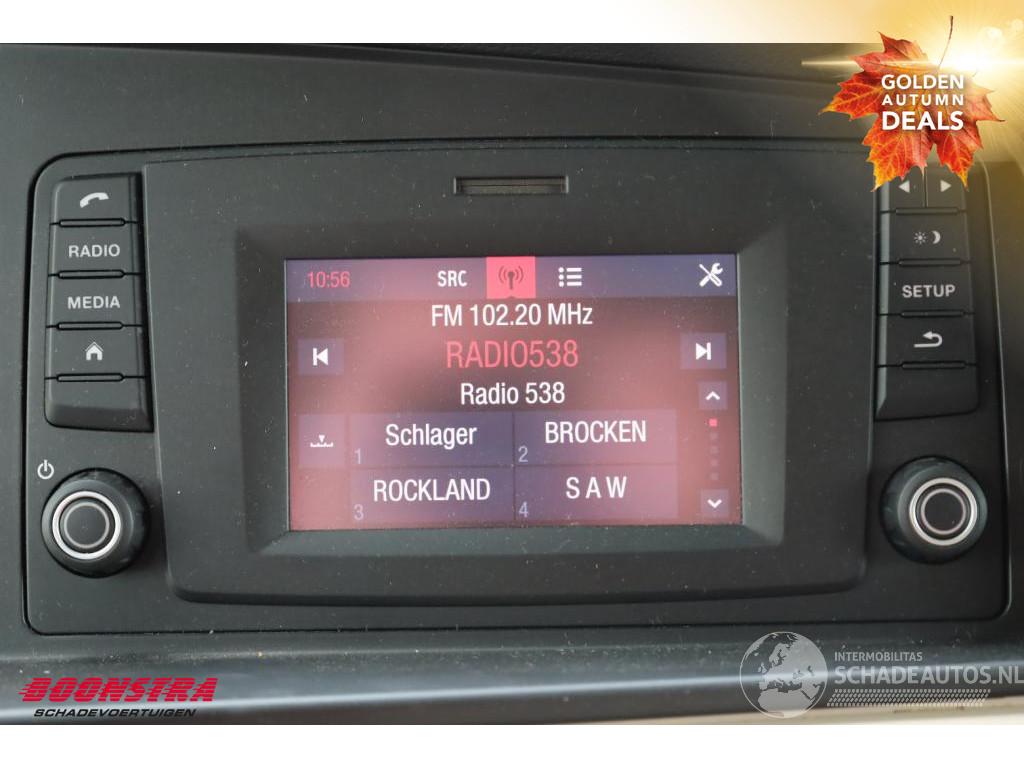 GOLDEN
AUTUMN
DEALS
RADIO
MEDIA
10:56 SRC
FM 102.20 MHz
RADIO538
Radio 538
1 Schlager
2 BROCKEN
3 ROCKLAND
4 S A W
SETUP
BOONSTRA
SCHADEVOERTUIGEN
INTERMOBILITAS
SCHADEAUTOS.NL